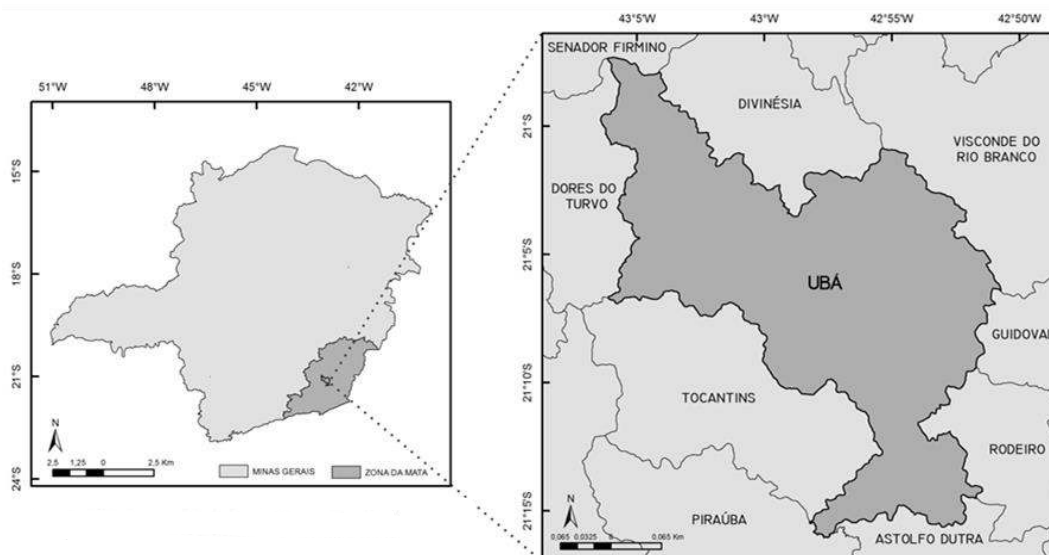 51°W 48°W 45°W 42°W
15°S
18°S
21°S
24°S
N
2,5 1,25 0 2,5 Km
MINAS GERAIS
ZONA DA MATA
43°5'W 43°W 42°55'W 42°50'W
21°S
21°5'S
21°10'S
21°15'S
SENADOR FIRMINO
DIVINÉSIA
VISCONDE DO
RIO BRANCO
DORES DO
TURVO
UBÁ
GUIDOVAL
TOCANTINS
RODEIRO
PIRAÚBA
ASTOLFO DUTRA
N
0,065 0,0325 0 0,065 Km